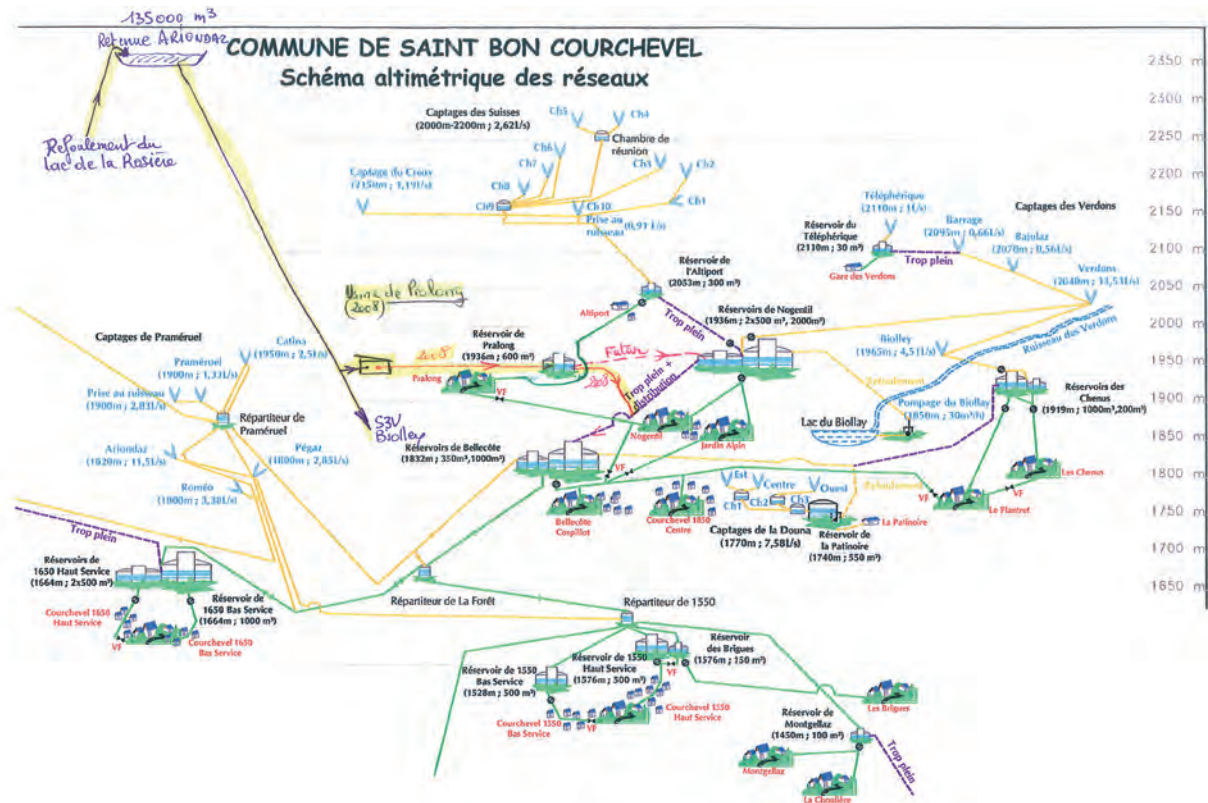 135000 m³
Retenue ARIONDAZ
COMMUNE DE SAINT BON COURCHEVEL
Schéma altimétrique des réseaux
Refoulement du
lac de la Rosière
2350 m
2300 m
2250 m
2200 m
2150 m
2100 m
2050 m
2000 m
1950 m
1900 m
1850 m
1800 m
1750 m
1700 m
1650 m
Captages des Suisses
(2000m-2200m ; 2,62l/s)
Ch5
Ch4
Chambre de
réunion
Ch6
Ch7
Ch3
Ch2
Ch8
Ch9
Ch10
Ch1
Captage du Creux
(2150m ; 1,19l/s)
Prise au
ruisseau
(0,91 l/s)
Téléphérique
(2110m ; 1l/s)
Captages des Verdons
Barrage
(2095m ; 0,66l/s)
Bajolaz
(2070m ; 0,56l/s)
Réservoir du
Téléphérique
(2110m ; 30 m³)
Trop plein
Gare des Verdons
Verdons
(2040m ; 14,53l/s)
Réservoir de
l'Altiport
(2053m ; 300 m³)
Altiport
Usine de Pralong
(2008)
Réservoirs de Nogentil
(1936m ; 2x500 m³, 2000m³)
Trop plein
Ruisseau des Verdons
Biolley
(1965m ; 4,51l/s)
Captages de Praméruel
Catina
(1950m ; 2,5l/s)
Praméruel
(1900m ; 1,33l/s)
Prise au ruisseau
(1900m ; 2,83l/s)
Répartiteur de
Praméruel
Réservoir de
Pralong
(1936m ; 600 m³)
2008
Futur
2008
Pralong
VF
Trop plein +
distribution
Refoulement
Pompage du Biollay
(1850m ; 30m³/h)
Lac du Biollay
Réservoirs des
Chenus
(1919m ; 1000m³,200m³)
S3V
Biolley
Nogentil
Jardin Alpin
Ariondaz
(1820m ; 11,5l/s)
Pégaz
(1800m ; 2,85l/s)
Roméo
(1800m ; 3,38l/s)
Réservoirs de Bellecôte
(1832m ; 350m³,1000m³)
VF
Les Chenus
VF
VF
Le Plantret
Est
Centre
Ouest
Ch1
Ch2
Ch3
Refoulement
Bellecôte
Cospillot
Courchevel 1850
Centre
Captages de la Douna
(1770m ; 7,58l/s)
La Patinoire
Réservoir de
la Patinoire
(1740m ; 550 m³)
Trop plein
Réservoirs de
1650 Haut Service
(1664m ; 2x500 m³)
Réservoir de
1650 Bas Service
(1664m ; 1000 m³)
Courchevel 1650
Haut Service
VF
Courchevel 1650
Bas Service
Répartiteur de La Forêt
Répartiteur de 1550
Réservoir
des Brigues
(1576m ; 150 m³)
Réservoir de 1550
Haut Service
(1576m ; 500 m³)
Réservoir de 1550
Bas Service
(1528m ; 500 m³)
VF
Courchevel 1550
Bas Service
VF
Courchevel 1550
Haut Service
Les Brigues
Réservoir de
Montgellaz
(1450m ; 100 m³)
Montgellaz
Trop plein
La Choulière